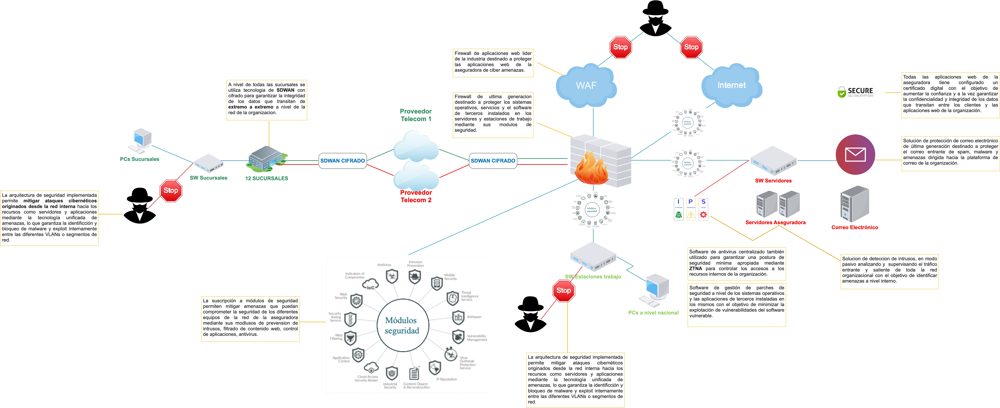 Stop
Stop
Firewall de aplicaciones web lider
de la industria destinado a proteger
las aplicaciones web de la
aseguradora de ciber amenazas.
WAF
Internet
Todas las aplicaciones web de la
aseguradora tiene configurado un
certificado digital con el objetivo de
aumentar la confianza y a la vez garantizar
la confidencialidad y integridad de los datos
que transitan entre los clientes y las
aplicaciones web de la organización.
SECURE
SSL ENCRYPTION
A nivel de todas las sucursales se
utiliza tecnologia de SDWAN con
cifrado para garantizar la integridad
de los datos que transitan de
extremo a extremo a nivel de la
red de la organizacion.
Firewall de ultima generacion
destinado a proteger los sistemas
operativos, servicios y el software
de terceros instalados en los
servidores y estaciones de trabajo
mediante sus modulos de
seguridad.
Proveedor
Telecom 1
Módulos
seguridad
Solución de protección de correo electrónico
de última generación destinado a proteger
el correo entrante de spam, malware y
amenazas dirigida hacia la plataforma de
correo de la organización.
PCs Sucursales
SDWAN CIFRADO
SDWAN CIFRADO
Módulos
seguridad
SW Sucursales
12 SUCURSALES
SW Servidores
Stop
Proveedor
Telecom 2
La arquitectura de seguridad implementada
permite mitigar ataques cibernéticos
originados desde la red interna hacia los
recursos como servidores y aplicaciones
mediante la tecnología unificada de
amenazas, lo que garantiza la identificción y
bloqueo de malware y exploit internamente
entre las diferentes VLANs o segmentos de
red.
Módulos
seguridad
I P S
INTRUSION PREVENTION SYSTEM
Servidores Aseguradora
Correo Electrónico
Software de antivirus centralizado también
utilizado para garantizar una postura de
seguridad minima apropiada mediante
ZTNA para controlar los accesos a los
recursos internos de la organización.
Solucion de deteccion de intrusos, en modo
pasivo analizando y supervisando el tráfico
entrante y saliente de toda la red
organizacional con el objetivo de identificar
amenazas a nivel interno.
SW Estaciones trabajo
Stop
Software de gestión de parches de
seguridad a nivel de los sistemas operativos
y las aplicaciones de terceros instaladas en
los mismos con el objetivo de minimizar la
explotación de vulnerabilidades del software
vulnerable.
PCs a nivel nacional
La suscripción a módulos de seguridad
permiten mitigar amenazas que puedan
comprometer la seguridad de los diferentes
equipos de la red de la aseguradora
mediante sus modlusos de prevension de
intrusos, filtrado de contenido web, control
de aplicaciones, antivirus.
Módulos
seguridad
Antivirus
Intrusion
Prevention
Mobile
Security
Threat
Intelligence
Service
Antispam
Vulnerability
Management
Virus
Outbreak
Protection
Service
IP Reputation
Content Disarm
& Reconstruction
Industrial
Security
Cloud Access
Security Broker
Application
Control
Web
Filtering
Security
Rating
Service
Web
Security
Indicators of
Compromise
IoC
La arquitectura de seguridad implementada
permite mitigar ataques cibernéticos
originados desde la red interna hacia los
recursos como servidores y aplicaciones
mediante la tecnología unificada de
amenazas, lo que garantiza la identificción y
bloqueo de malware y exploit internamente
entre las diferentes VLANs o segmentos de
red.